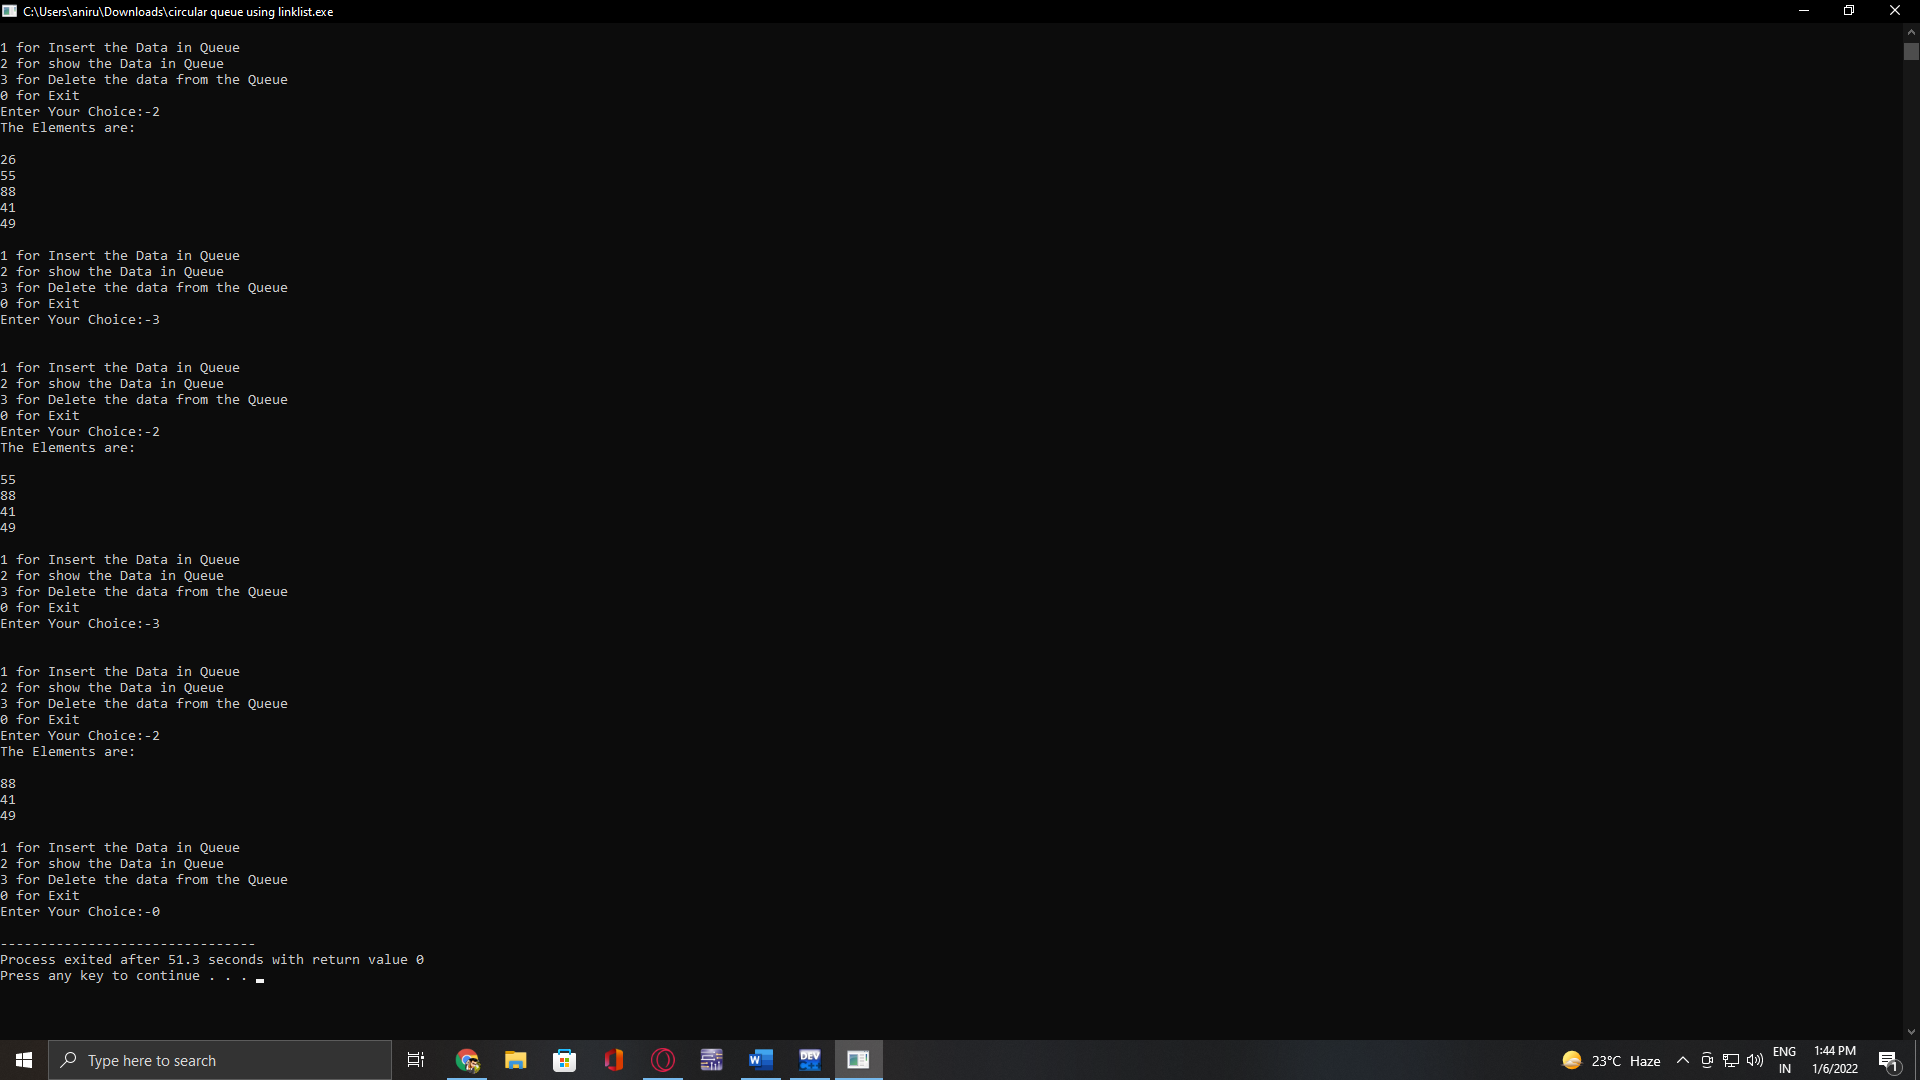 C:\Users\aniru\Downloads\circular queue using linklist.exe
1 for Insert the Data in Queue
2 for show the Data in Queue
3 for Delete the data from the Queue
0 for Exit
Enter Your Choice:-2
The Elements are:
26
55
88
41
49
1 for Insert the Data in Queue
2 for show the Data in Queue
3 for Delete the data from the Queue
0 for Exit
Enter Your Choice:-3
1 for Insert the Data in Queue
2 for show the Data in Queue
3 for Delete the data from the Queue
0 for Exit
Enter Your Choice:-2
The Elements are:
55
88
41
49
1 for Insert the Data in Queue
2 for show the Data in Queue
3 for Delete the data from the Queue
0 for Exit
Enter Your Choice:-3
1 for Insert the Data in Queue
2 for show the Data in Queue
3 for Delete the data from the Queue
0 for Exit
Enter Your Choice:-2
The Elements are:
88
41
49
1 for Insert the Data in Queue
2 for show the Data in Queue
3 for Delete the data from the Queue
0 for Exit
Enter Your Choice:-0
--------------------------------
Process exited after 51.3 seconds with return value 0
Press any key to continue . . .
Type here to search
W
DEV
23°C Haze
ENG
IN
1:44 PM
1/6/2022
1